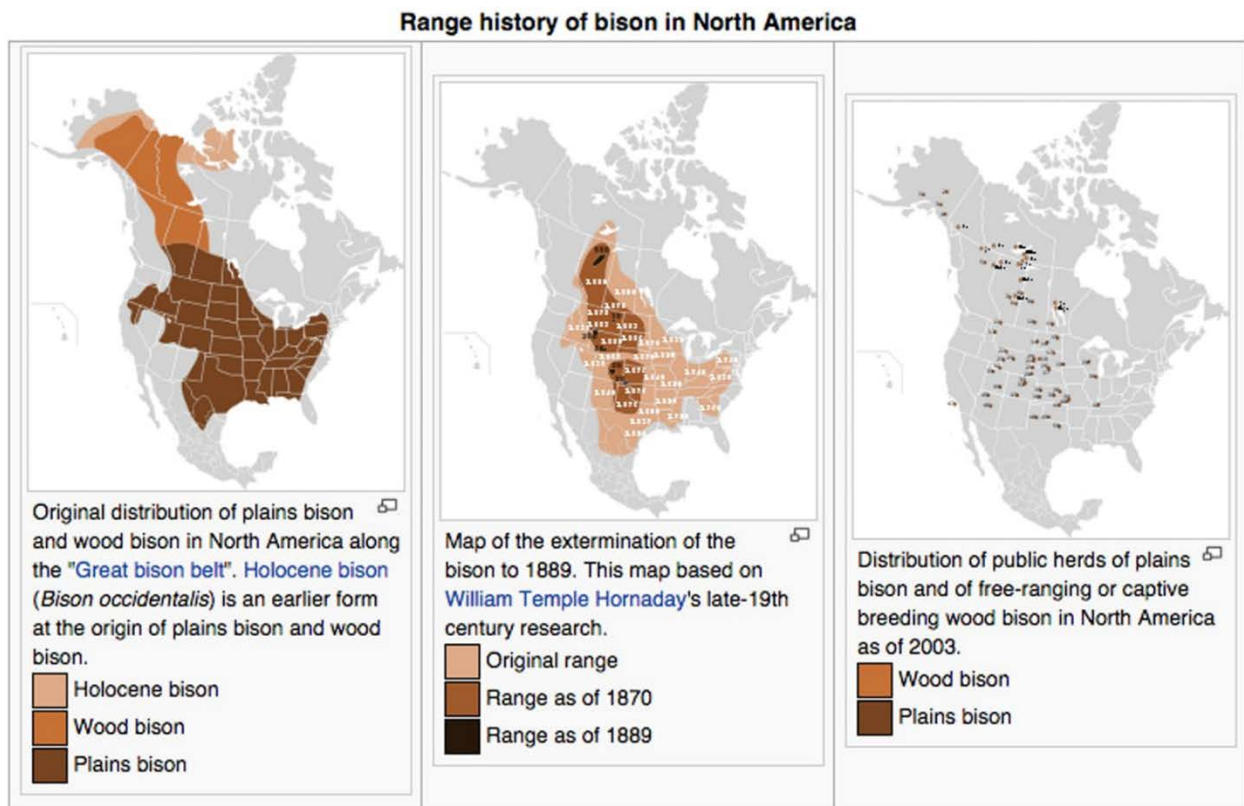 Range history of bison in North America
Original distribution of plains bison
and wood bison in North America along
the "Great bison belt". Holocene bison
(Bison occidentalis) is an earlier form
at the origin of plains bison and wood
bison.
Holocene bison
Wood bison
Plains bison
Map of the extermination of the
bison to 1889. This map based on
William Temple Hornaday's late-19th
century research.
Original range
Range as of 1870
Range as of 1889
Distribution of public herds of plains
bison and of free-ranging or captive
breeding wood bison in North America
as of 2003.
Wood bison
Plains bison